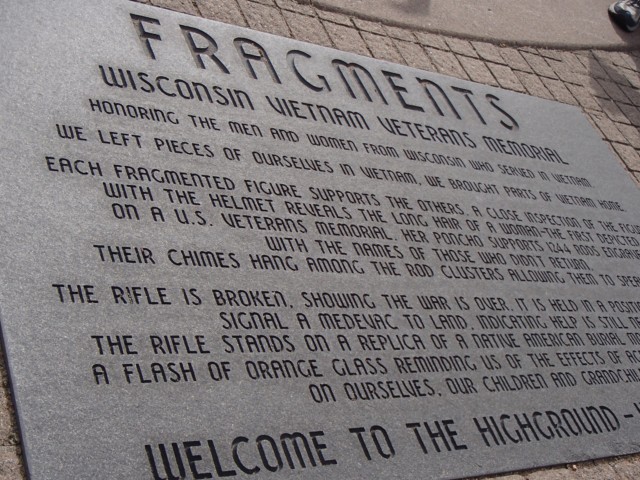 FRAGMENTS
WISCONSIN VIETNAM VETERANS MEMORIAL
HONORING THE MEN AND WOMEN FROM WISCONSIN WHO SERVED IN VIETNAM.
WE LEFT PIECES OF OURSELVES IN VIETNAM, WE BROUGHT PARTS OF VIETNAM HOME.
EACH FRAGMENTED FIGURE SUPPORTS THE OTHERS. A CLOSE INSPECTION OF THE
WITH THE HELMET REVEALS THE LONG HAIR OF A WOMAN-THE FIRST
ON A U.S. VETERANS MEMORIAL. HER PONCHO SUPPORTS 1244 RODS
WITH THE NAMES OF THOSE WHO DIDN'T RETURN.
THEIR CHIMES HANG AMONG THE ROD CLUSTERS ALLOWING THEM TO
THE RIFLE IS BROKEN, SHOWING THE WAR IS OVER. IT IS HELD IN A
SIGNAL A MEDEVAC TO LAND, INDICATING HELP IS STILL
THE RIFLE STANDS ON A REPLICA OF A NATIVE AMERICAN BURIAL
A FLASH OF ORANGE GLASS REMINDING US OF THE EFFECTS OF
ON OURSELVES, OUR CHILDREN AND
WELCOME TO THE HIGHGROUND -